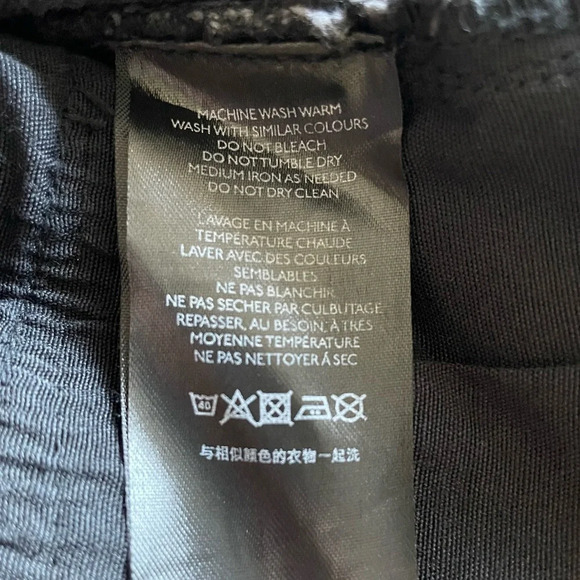 MACHINE WASH WARM
WASH WITH SIMILAR COLOURS
DO NOT BLEACH
DO NOT TUMBLE DRY
MEDIUM IRON AS NEEDED
DO NOT DRY CLEAN
LAVAGE EN MACHINE À
TEMPÉRATURE CHAUDE
LAVER AVEC DES COULEURS
SEMBLABLES
NE PAS BLANCHIR
NE PAS SECHER PAR CULBUTAGE
REPASSER, AU BESOIN, À TRÈS
MOYENNE TEMPÉRATURE
NE PAS NETTOYER Á SEC
40
与相似颜色的衣物一起洗